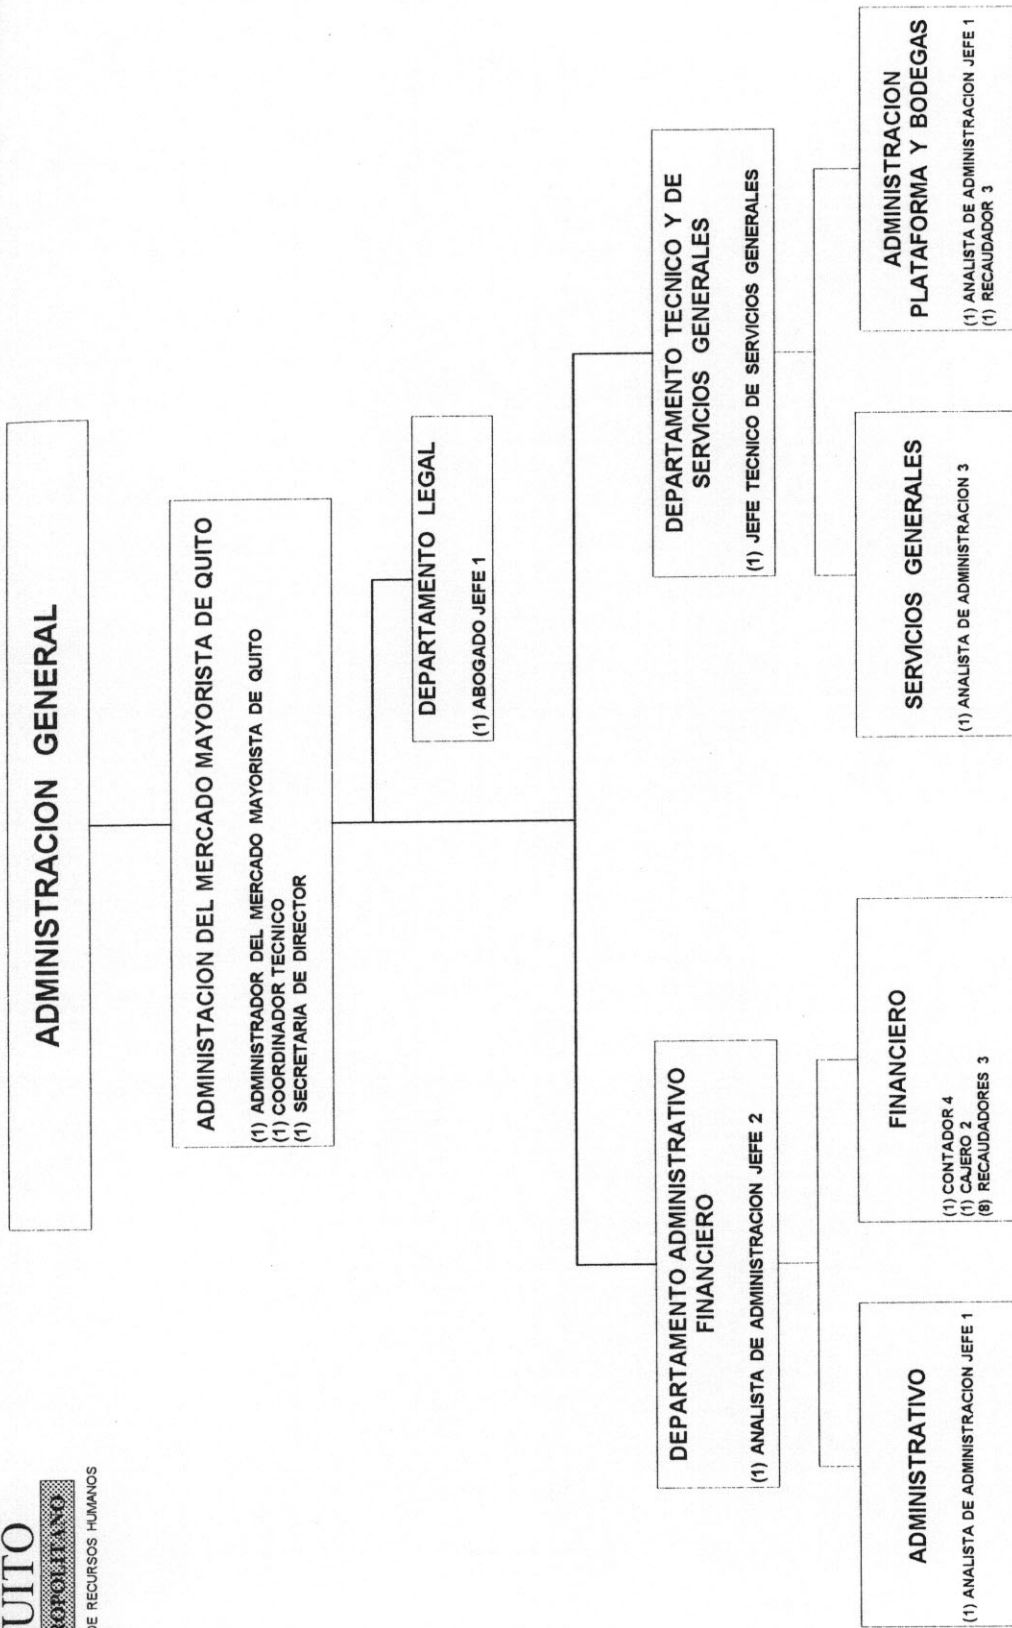 UITO
ROPOLITANO
DE RECURSOS HUMANOS
ADMINISTRACION GENERAL
ADMINISTACION DEL MERCADO MAYORISTA DE QUITO
(1) ADMINISTRADOR DEL MERCADO MAYORISTA DE QUITO
(1) COORDINADOR TECNICO
(1) SECRETARIA DE DIRECTOR
DEPARTAMENTO LEGAL
(1) ABOGADO JEFE 1
DEPARTAMENTO ADMINISTRATIVO
FINANCIERO
(1) ANALISTA DE ADMINISTRACION JEFE 2
DEPARTAMENTO TECNICO Y DE
SERVICIOS GENERALES
(1) JEFE TECNICO DE SERVICIOS GENERALES
ADMINISTRATIVO
(1) ANALISTA DE ADMINISTRACION JEFE 1
FINANCIERO
(1) CONTADOR 4
(1) CAJERO 2
(8) RECAUDADORES 3
SERVICIOS GENERALES
(1) ANALISTA DE ADMINISTRACION 3
ADMINISTRACION
PLATAFORMA Y BODEGAS
(1) ANALISTA DE ADMINISTRACION JEFE 1
(1) RECAUDADOR 3